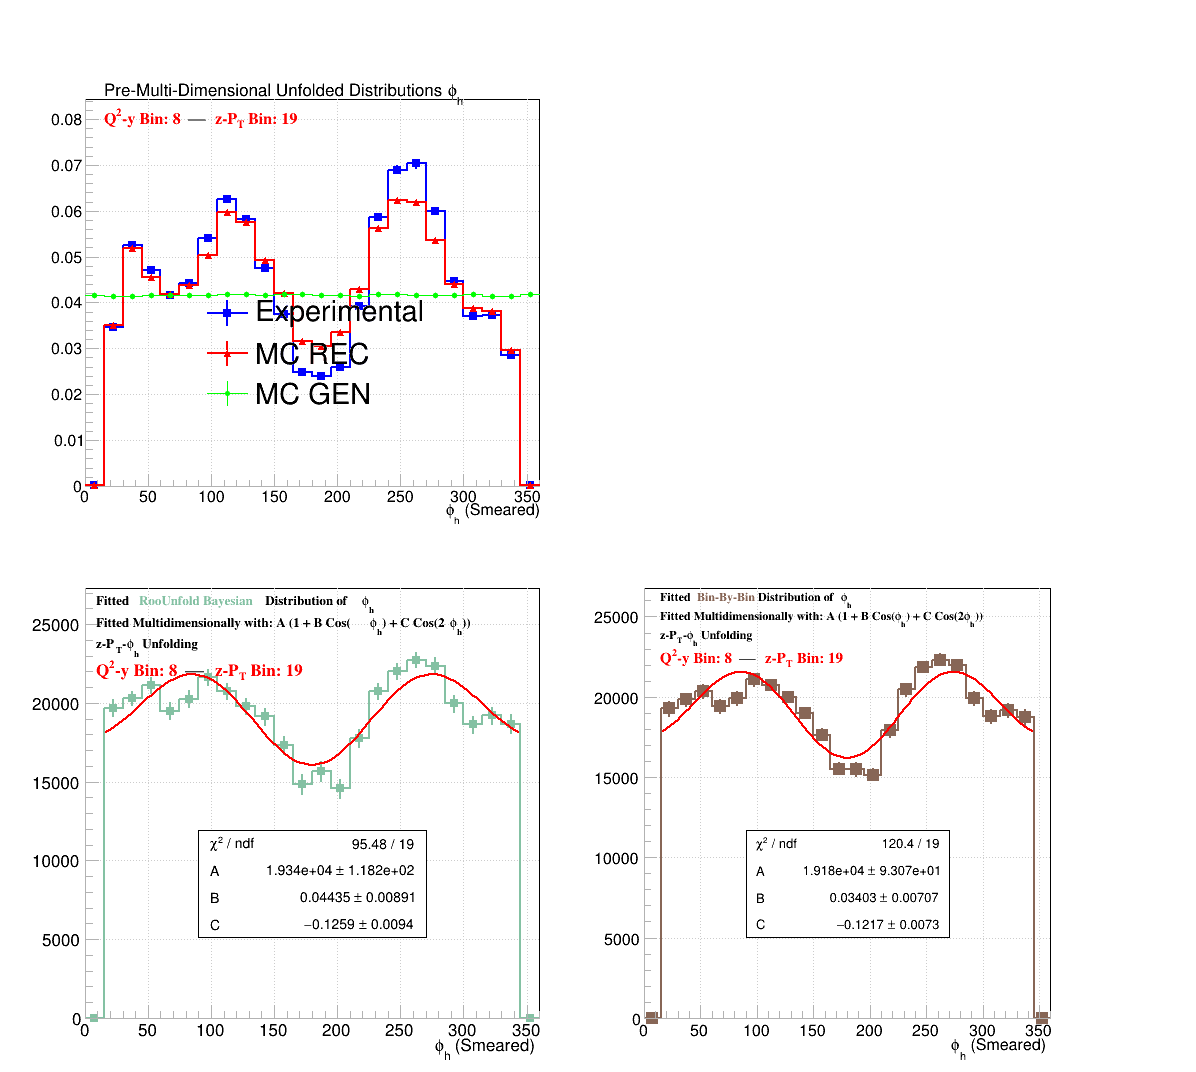 Pre-Multi-Dimensional Unfolded Distributions ϕh
Q²-y Bin: 8 — z-PT Bin: 19
0.08
0.07
0.06
0.05
0.04
0.03
0.02
0.01
0
Experimental
MC REC
MC GEN
0 50 100 150 200 250 300 350
ϕh (Smeared)
Fitted RooUnfold Bayesian Distribution of ϕh
Fitted Multidimensionally with: A (1 + B Cos( ϕh) + C Cos(2 ϕh))
z-PT-ϕh Unfolding
Q²-y Bin: 8 — z-PT Bin: 19
25000
20000
15000
10000
5000
0
χ² / ndf 95.48 / 19
A 1.934e+04 ± 1.182e+02
B 0.04435 ± 0.00891
C −0.1259 ± 0.0094
0 50 100 150 200 250 300 350
ϕh (Smeared)
Fitted Bin-By-Bin Distribution of ϕh
Fitted Multidimensionally with: A (1 + B Cos(ϕh) + C Cos(2ϕh))
z-PT-ϕh Unfolding
Q²-y Bin: 8 — z-PT Bin: 19
25000
20000
15000
10000
5000
0
χ² / ndf 120.4 / 19
A 1.918e+04 ± 9.307e+01
B 0.03403 ± 0.00707
C −0.1217 ± 0.0073
0 50 100 150 200 250 300 350
ϕh (Smeared)